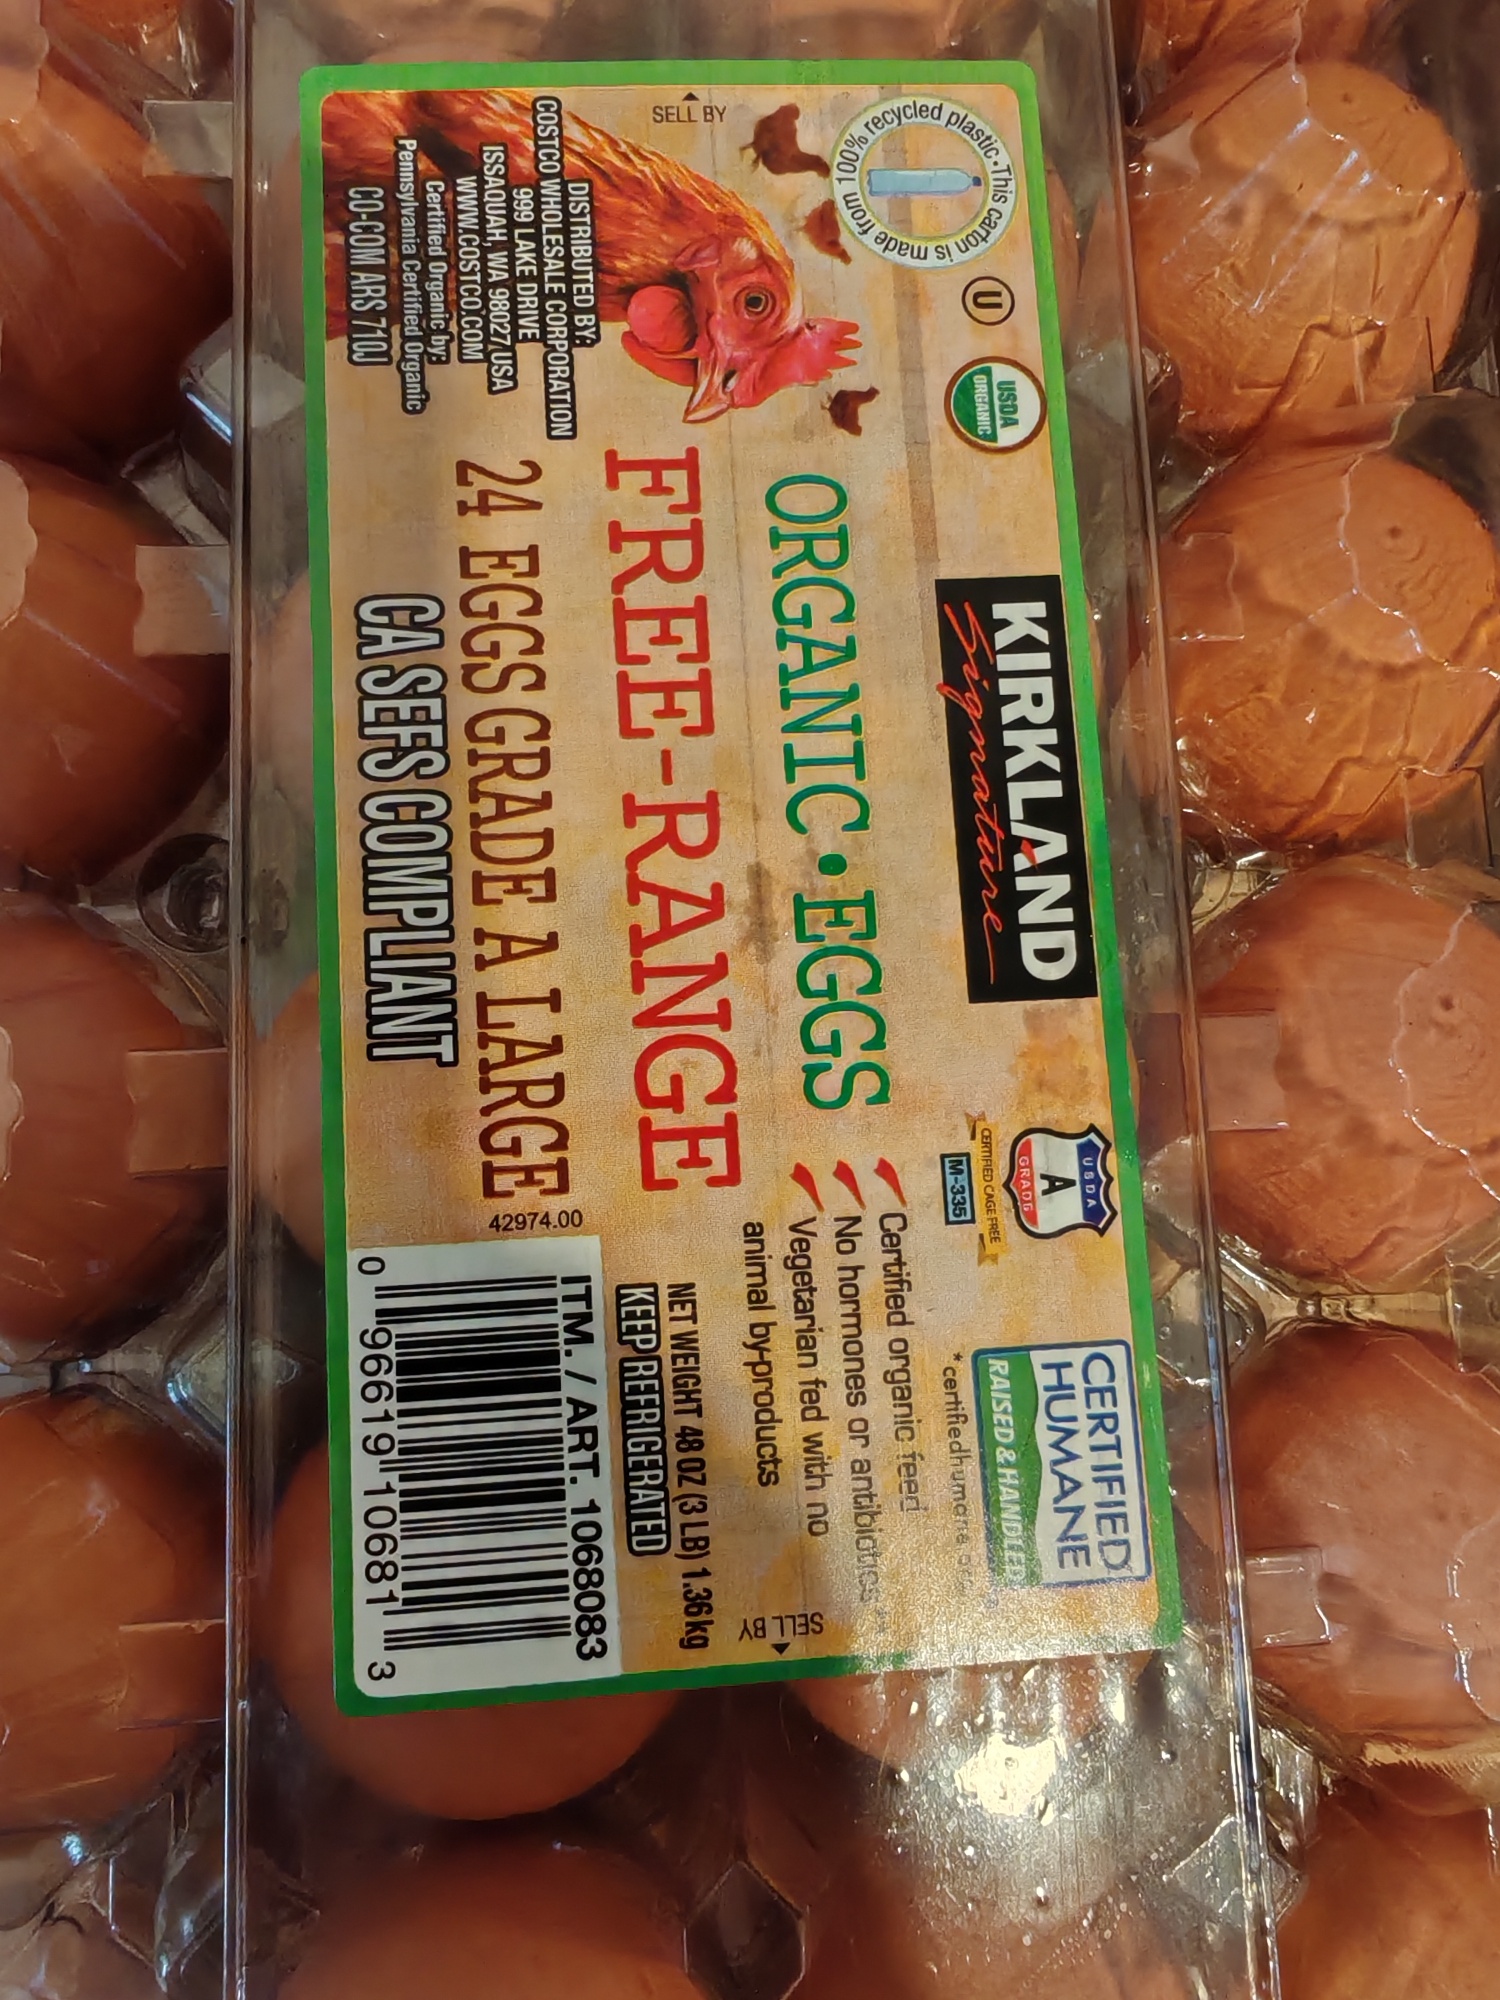 This carton is made from 100% recycled plastic •
U
USDA
ORGANIC
KIRKLAND
Signature
USDA
A
GRADE
CERTIFIED CAGE FREE
M-335
CERTIFIED
HUMANE
RAISED & HANDLED
ORGANIC • EGGS
FREE-RANGE
24 EGGS GRADE A LARGE
CA SEFS COMPLIANT
✓ Certified organic feed
✓ No hormones or antibiotics
✓ Vegetarian fed with no
animal by-products
SELL BY
SELL BY
DISTRIBUTED BY:
COSTCO WHOLESALE CORPORATION
999 LAKE DRIVE
ISSAQUAH, WA 98027 USA
WWW.COSTCO.COM
Certified Organic by:
Pennsylvania Certified Organic
CO-COM ARS 710J
NET WEIGHT 48 OZ (3 LB) 1.36 kg
KEEP REFRIGERATED
42974.00
ITM. / ART. 1068083
0 96619 10681 3